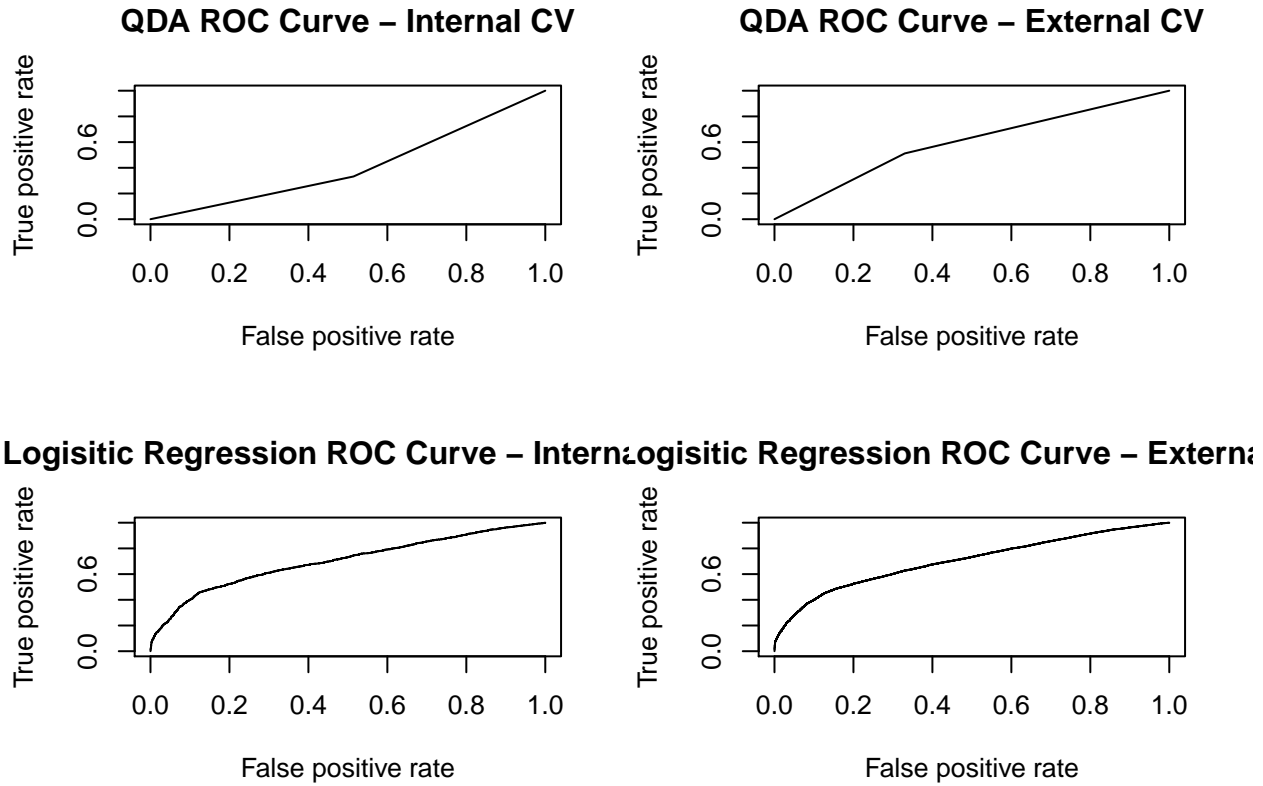 QDA ROC Curve – Internal CV
True positive rate
0.6
0.0
0.0 0.2 0.4 0.6 0.8 1.0
False positive rate
QDA ROC Curve – External CV
True positive rate
0.6
0.0
0.0 0.2 0.4 0.6 0.8 1.0
False positive rate
Logisitic Regression ROC Curve – Interna
True positive rate
0.6
0.0
0.0 0.2 0.4 0.6 0.8 1.0
False positive rate
ogisitic Regression ROC Curve – Externa
True positive rate
0.6
0.0
0.0 0.2 0.4 0.6 0.8 1.0
False positive rate